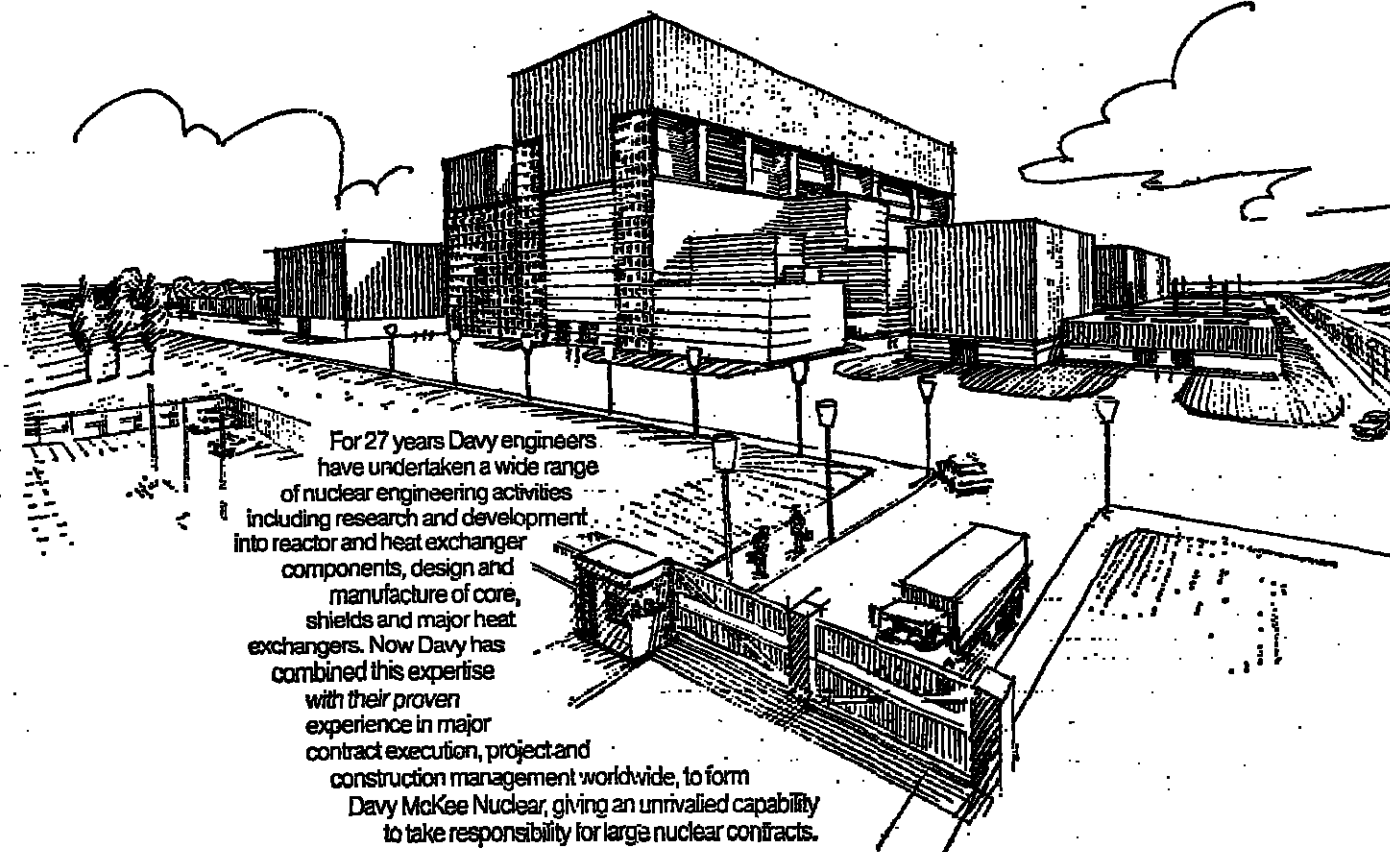 For 27 years Davy engineers
have undertaken a wide range
of nuclear engineering activities
including research and development
into reactor and heat exchanger
components, design and
manufacture of core,
shields and major heat
exchangers. Now Davy has
combined this expertise
with their proven
experience in major
contract execution, project and
construction management worldwide, to form
Davy McKee Nuclear, giving an unrivalled capability
to take responsibility for large nuclear contracts.